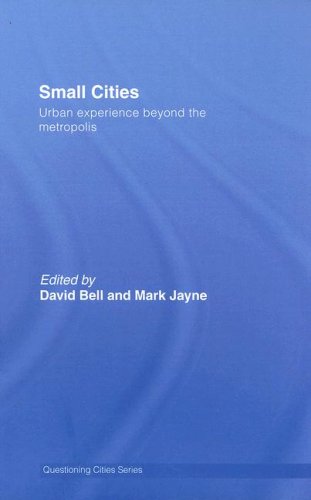 Small Cities
Urban experience beyond the
metropolis
Edited by
David Bell and Mark Jayne
Questioning Cities Series